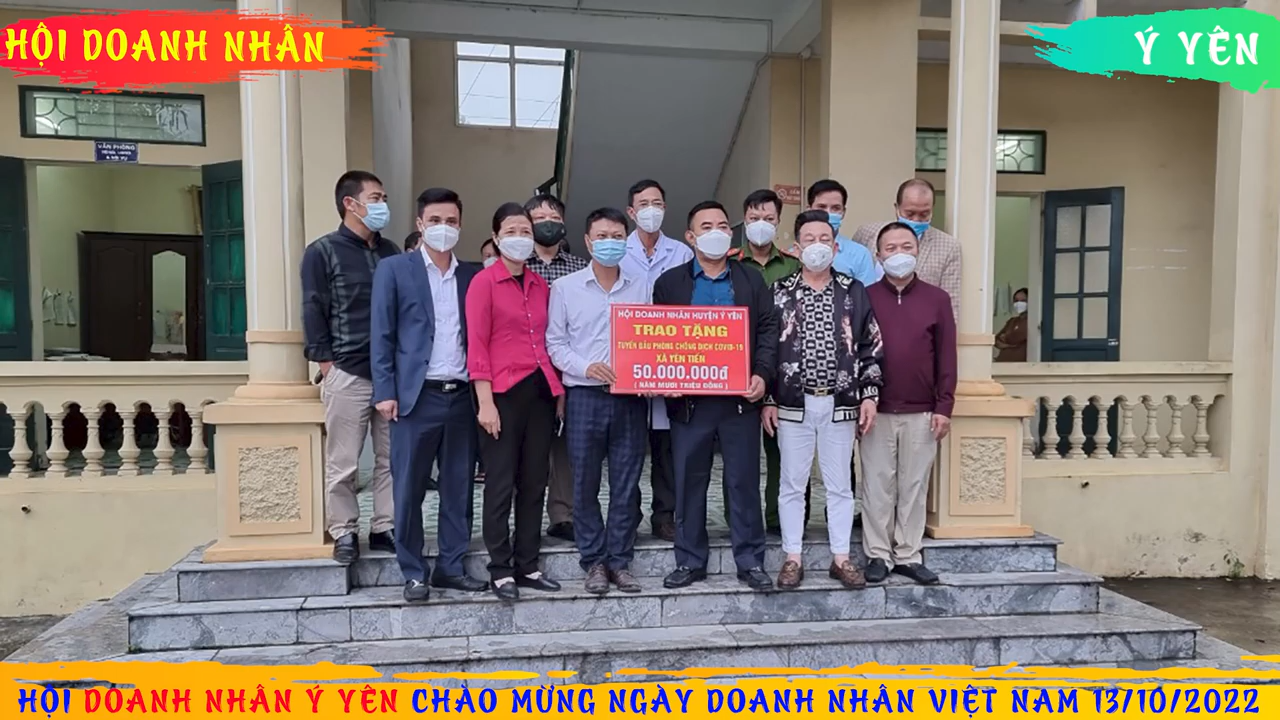 HỘI DOANH NHÂN
Ý YÊN
VĂN PHÒNG
HỘI DOANH NHÂN HUYỆN Ý YÊN
TRAO TẶNG
TUYẾN ĐẦU PHÒNG CHỐNG DỊCH COVID-19
XÃ YÊN TIẾN
50.000.000đ
( NĂM MƯƠI TRIỆU ĐỒNG )
HỘI DOANH NHÂN Ý YÊN CHÀO MỪNG NGÀY DOANH NHÂN VIỆT NAM 13/10/2022